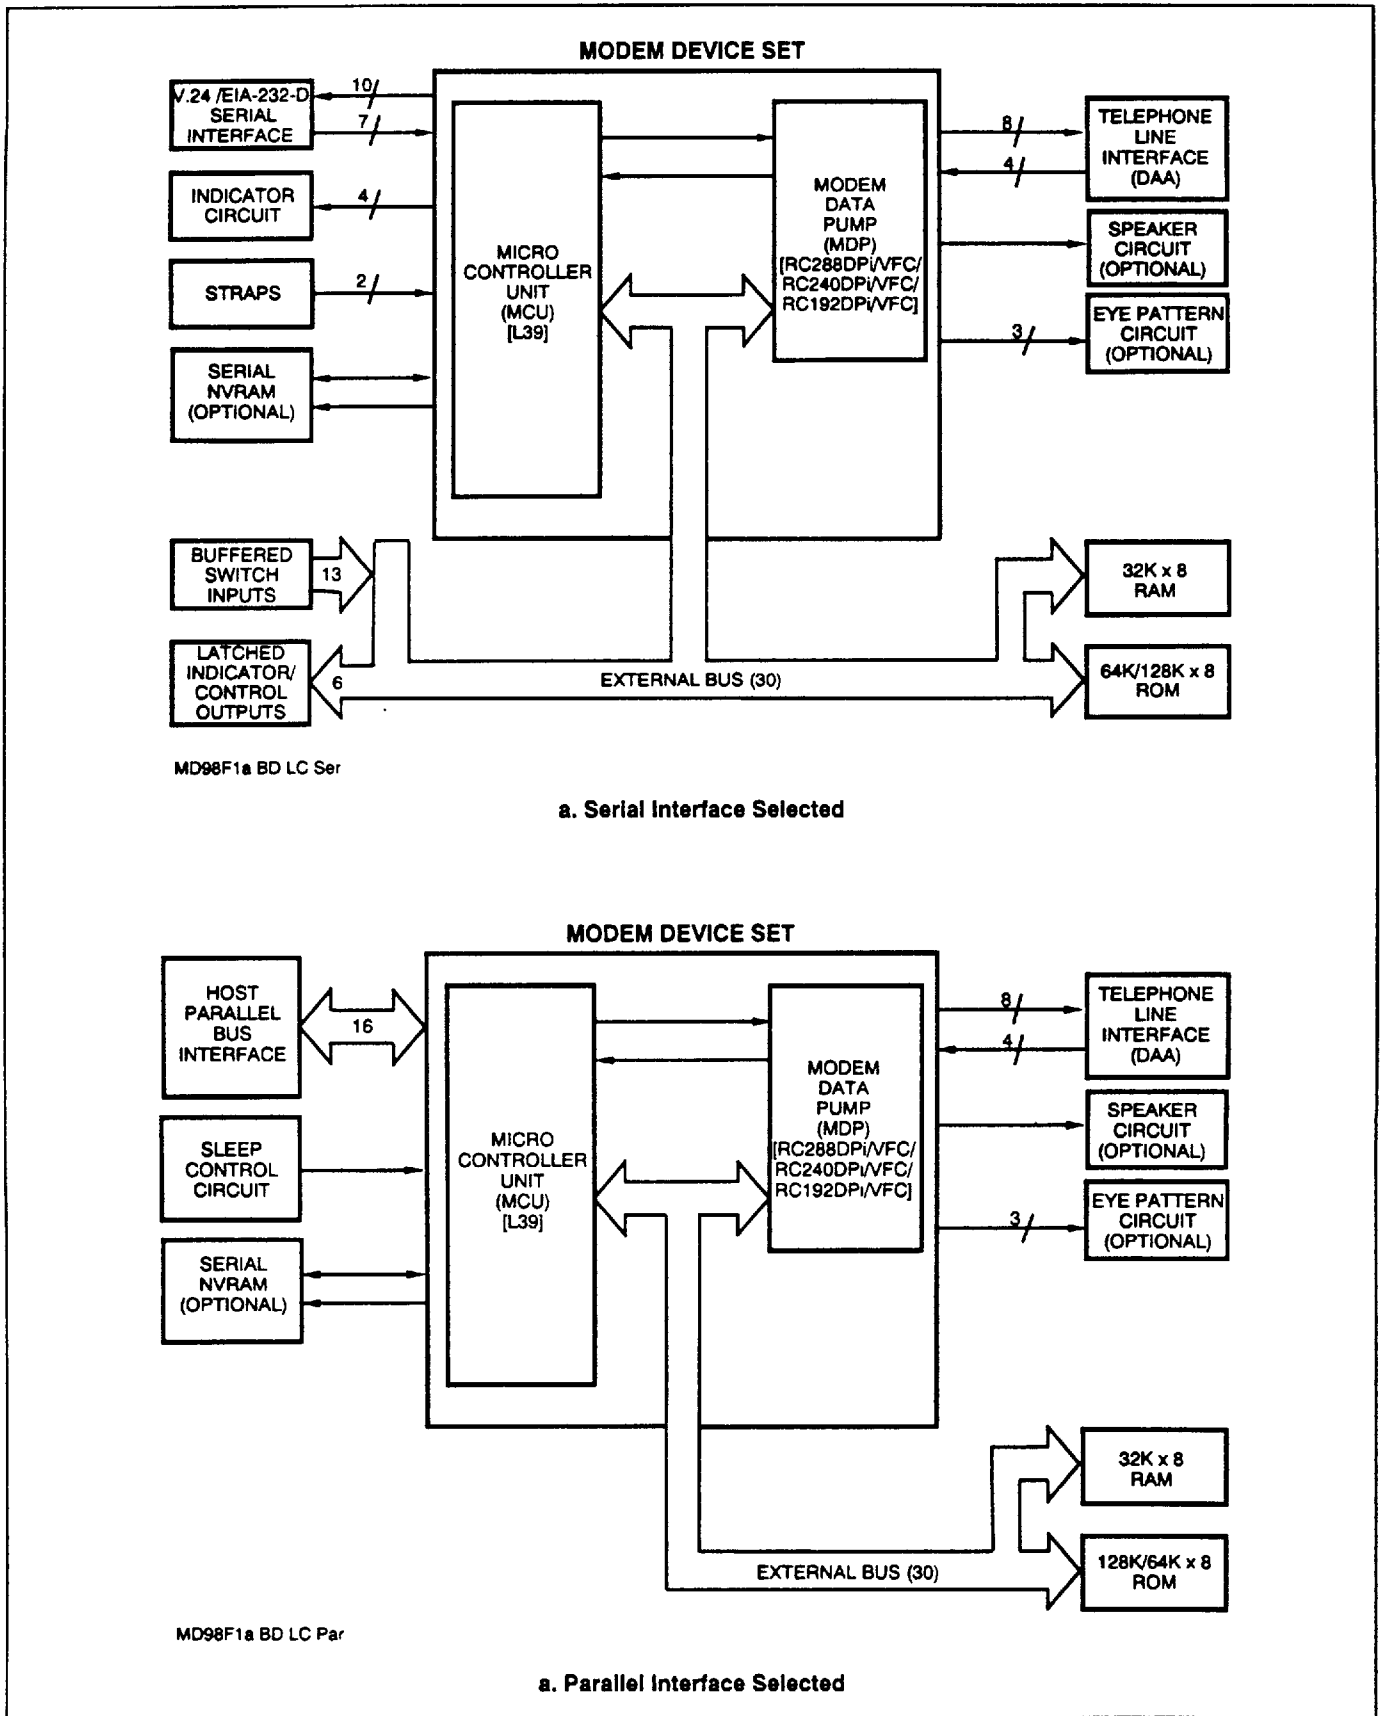 MODEM DEVICE SET
V.24 /EIA-232-D
SERIAL
INTERFACE
10
7
INDICATOR
CIRCUIT
4
STRAPS
2
SERIAL
NVRAM
(OPTIONAL)
MICRO
CONTROLLER
UNIT
(MCU)
[L39]
MODEM
DATA
PUMP
(MDP)
[RC288DPi/VFC/
RC240DPi/VFC/
RC192DPi/VFC]
8
4
TELEPHONE
LINE
INTERFACE
(DAA)
SPEAKER
CIRCUIT
(OPTIONAL)
3
EYE PATTERN
CIRCUIT
(OPTIONAL)
BUFFERED
SWITCH
INPUTS
13
LATCHED
INDICATOR/
CONTROL
OUTPUTS
6
EXTERNAL BUS (30)
32K x 8
RAM
64K/128K x 8
ROM
MD98F1a BD LC Ser
a. Serial Interface Selected
MODEM DEVICE SET
HOST
PARALLEL
BUS
INTERFACE
16
SLEEP
CONTROL
CIRCUIT
SERIAL
NVRAM
(OPTIONAL)
MICRO
CONTROLLER
UNIT
(MCU)
[L39]
MODEM
DATA
PUMP
(MDP)
[RC288DPi/VFC/
RC240DPi/VFC/
RC192DPi/VFC]
8
4
TELEPHONE
LINE
INTERFACE
(DAA)
SPEAKER
CIRCUIT
(OPTIONAL)
3
EYE PATTERN
CIRCUIT
(OPTIONAL)
EXTERNAL BUS (30)
32K x 8
RAM
128K/64K x 8
ROM
MD98F1a BD LC Par
a. Parallel Interface Selected